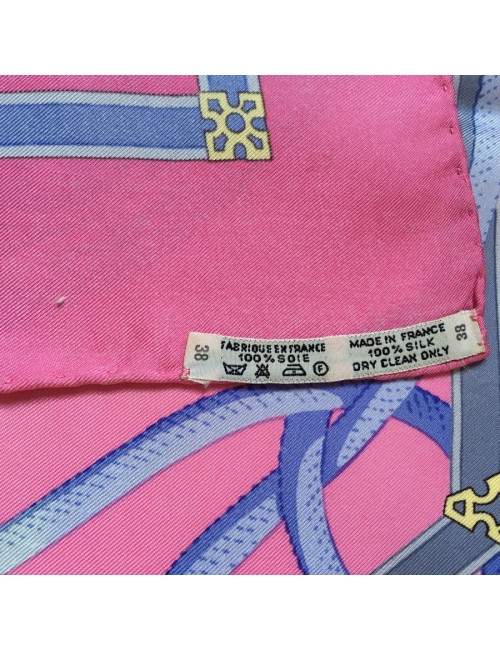 38
FABRIQUE EN FRANCE
100% SOIE
F
MADE IN FRANCE
100% SILK
DRY CLEAN ONLY
38